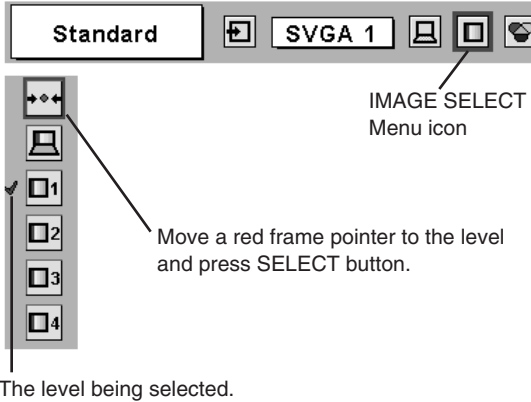 Standard
SVGA 1
IMAGE SELECT
Menu icon
1
2
3
4
Move a red frame pointer to the level
and press SELECT button.
The level being selected.